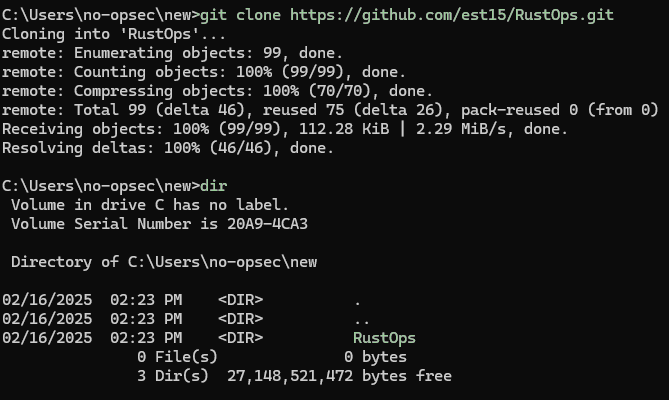 C:\Users\no-opsec\new>git clone https://github.com/est15/RustOps.git
Cloning into 'RustOps'...
remote: Enumerating objects: 99, done.
remote: Counting objects: 100% (99/99), done.
remote: Compressing objects: 100% (70/70), done.
remote: Total 99 (delta 46), reused 75 (delta 26), pack-reused 0 (from 0)
Receiving objects: 100% (99/99), 112.28 KiB | 2.29 MiB/s, done.
Resolving deltas: 100% (46/46), done.
C:\Users\no-opsec\new>dir
 Volume in drive C has no label.
 Volume Serial Number is 20A9-4CA3
 Directory of C:\Users\no-opsec\new
02/16/2025  02:23 PM    <DIR>          .
02/16/2025  02:23 PM    <DIR>          ..
02/16/2025  02:23 PM    <DIR>          RustOps
               0 File(s)              0 bytes
               3 Dir(s)  27,148,521,472 bytes free